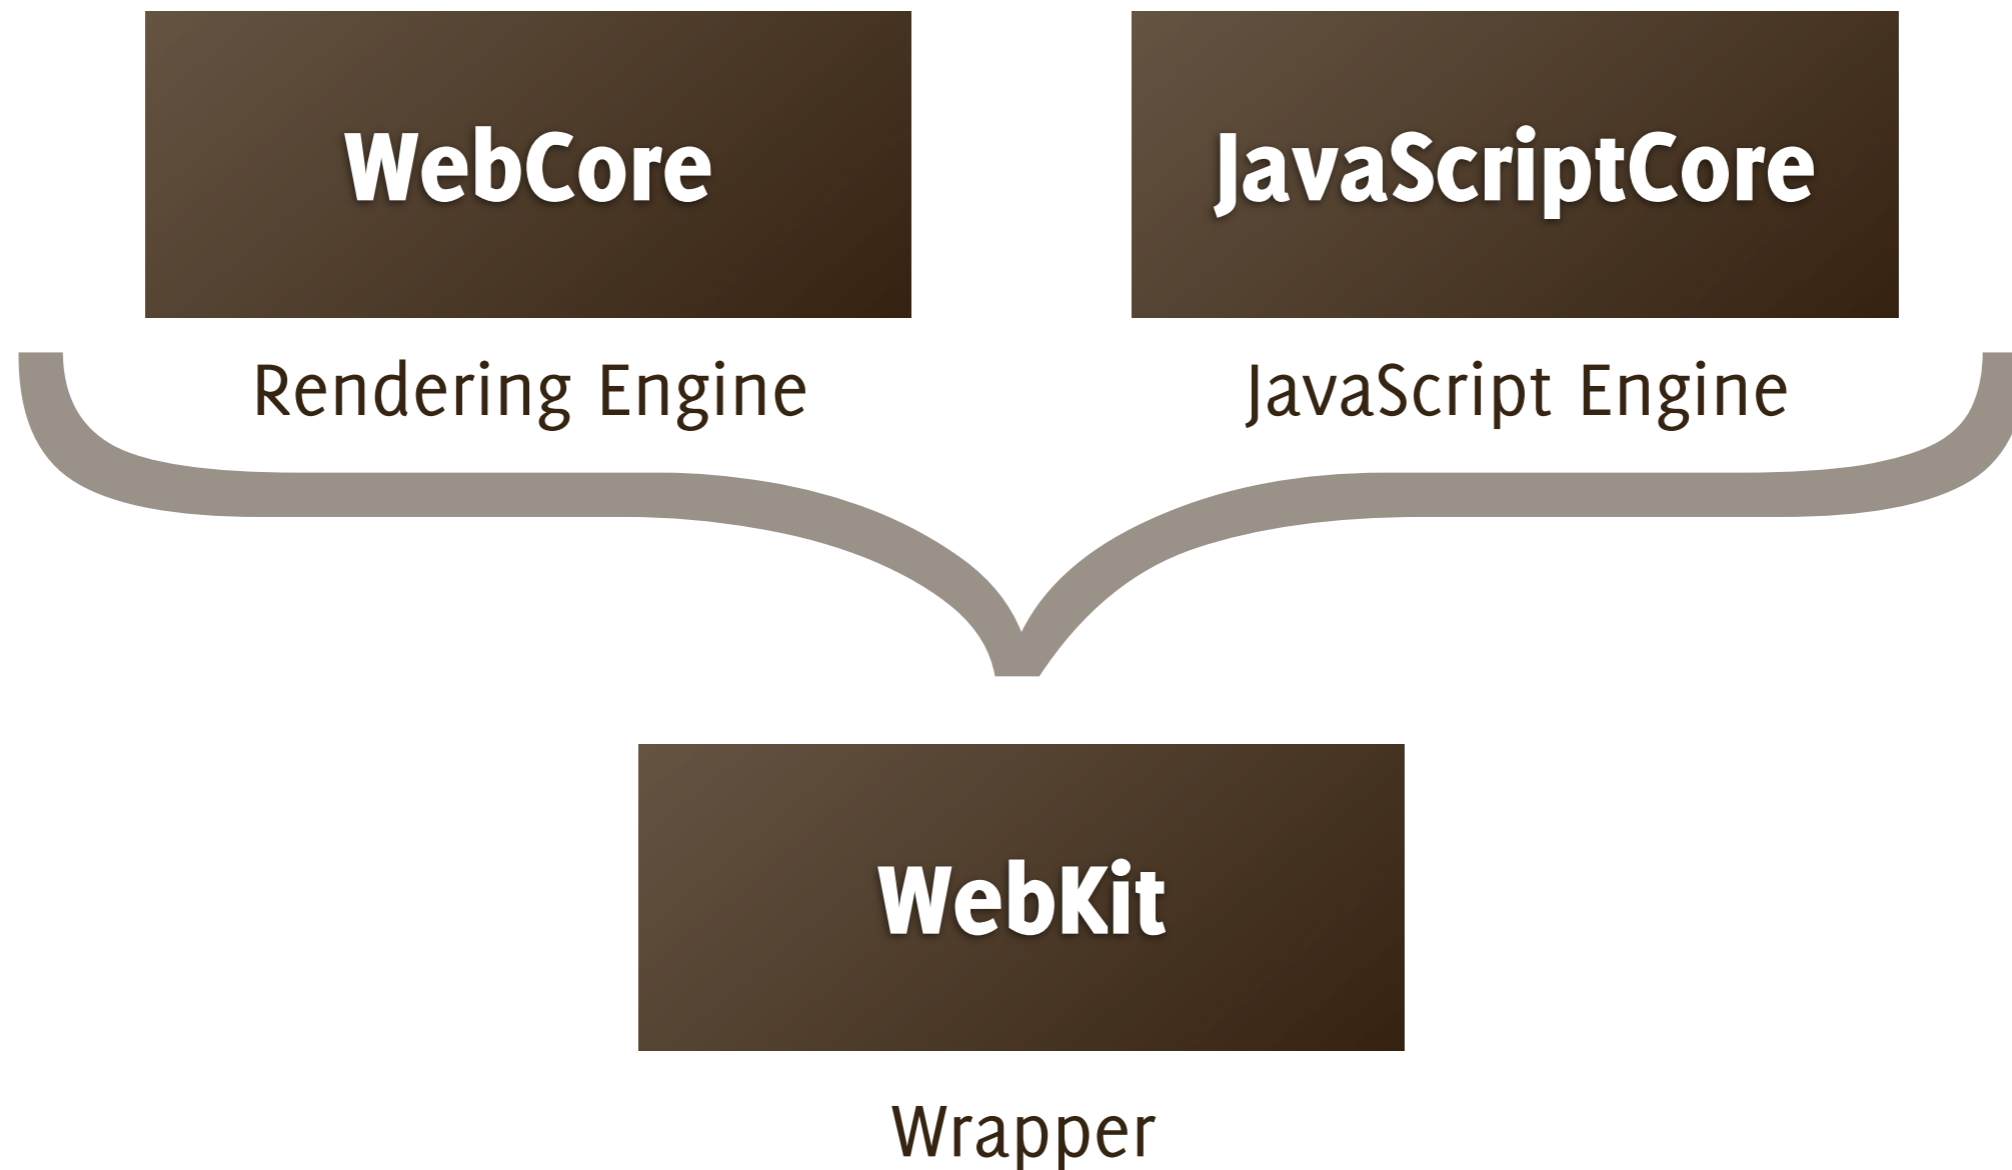 WebCore
JavaScriptCore
Rendering Engine
JavaScript Engine
WebKit
Wrapper